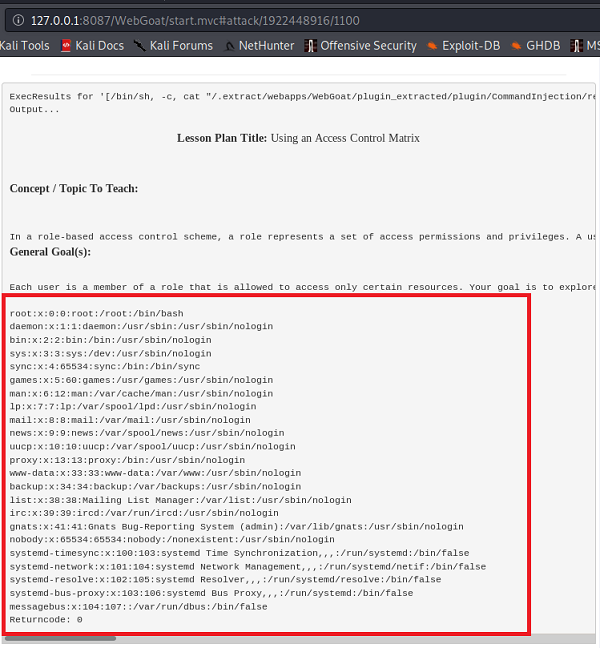 127.0.0.1:8087/WebGoat/start.mvc#attack/1922448916/1100
Kali Tools Kali Docs Kali Forums NetHunter Offensive Security Exploit-DB GHDB
ExecResults for '[/bin/sh, -c, cat "/.extract/webapps/WebGoat/plugin_extracted/plugin/CommandInjection/re
Output...
Lesson Plan Title: Using an Access Control Matrix
Concept / Topic To Teach:
In a role-based access control scheme, a role represents a set of access permissions and privileges. A us
General Goal(s):
Each user is a member of a role that is allowed to access only certain resources. Your goal is to explore
root:x:0:0:root:/root:/bin/bash
daemon:x:1:1:daemon:/usr/sbin:/usr/sbin/nologin
bin:x:2:2:bin:/bin:/usr/sbin/nologin
sys:x:3:3:sys:/dev:/usr/sbin/nologin
sync:x:4:65534:sync:/bin:/bin/sync
games:x:5:60:games:/usr/games:/usr/sbin/nologin
man:x:6:12:man:/var/cache/man:/usr/sbin/nologin
lp:x:7:7:lp:/var/spool/lpd:/usr/sbin/nologin
mail:x:8:8:mail:/var/mail:/usr/sbin/nologin
news:x:9:9:news:/var/spool/news:/usr/sbin/nologin
uucp:x:10:10:uucp:/var/spool/uucp:/usr/sbin/nologin
proxy:x:13:13:proxy:/bin:/usr/sbin/nologin
www-data:x:33:33:www-data:/var/www:/usr/sbin/nologin
backup:x:34:34:backup:/var/backups:/usr/sbin/nologin
list:x:38:38:Mailing List Manager:/var/list:/usr/sbin/nologin
irc:x:39:39:ircd:/var/run/ircd:/usr/sbin/nologin
gnats:x:41:41:Gnats Bug-Reporting System (admin):/var/lib/gnats:/usr/sbin/nologin
nobody:x:65534:65534:nobody:/nonexistent:/usr/sbin/nologin
systemd-timesync:x:100:103:systemd Time Synchronization,,,:/run/systemd:/bin/false
systemd-network:x:101:104:systemd Network Management,,,:/run/systemd/netif:/bin/false
systemd-resolve:x:102:105:systemd Resolver,,,:/run/systemd/resolve:/bin/false
systemd-bus-proxy:x:103:106:systemd Bus Proxy,,,:/run/systemd:/bin/false
messagebus:x:104:107::/var/run/dbus:/bin/false
Returncode: 0